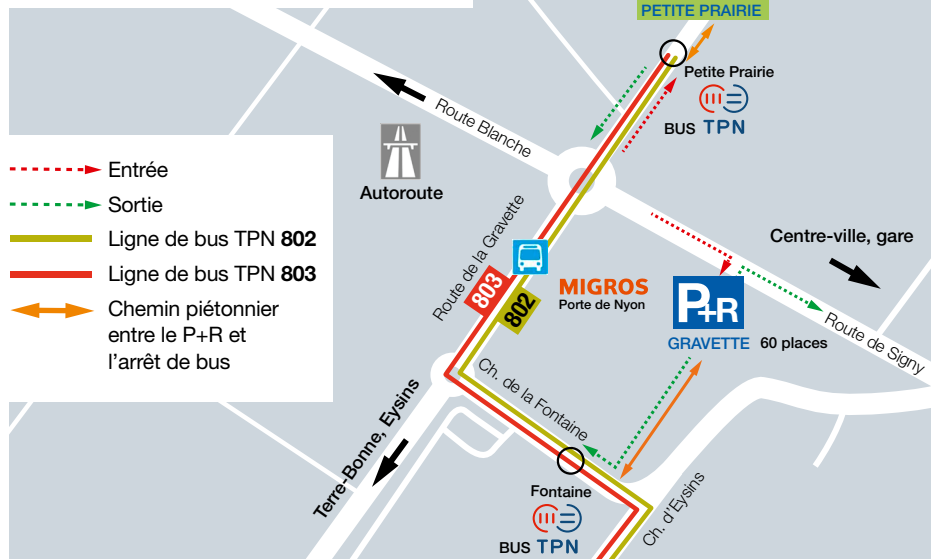 PETITE PRAIRIE
Petite Prairie
BUS TPN
Route Blanche
Autoroute
Entrée
Sortie
Ligne de bus TPN 802
Ligne de bus TPN 803
Chemin piétonnier
entre le P+R et
l'arrêt de bus
Route de la Gravette
803
802
MIGROS
Porte de Nyon
Centre-ville, gare
P+R
GRAVETTE 60 places
Route de Signy
Ch. de la Fontaine
Terre-Bonne, Eysins
Fontaine
BUS TPN
Ch. d'Eysins